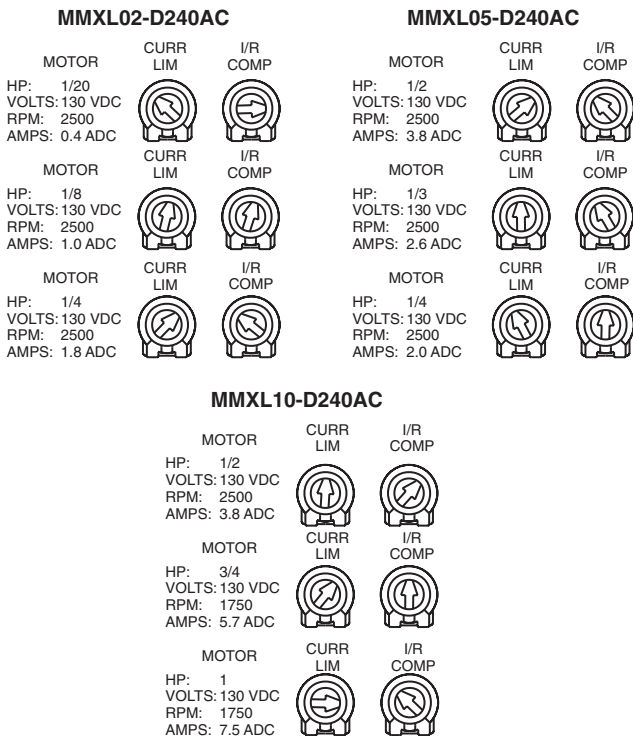 MMXL02-D240AC
MOTOR CURR LIM I/R COMP
HP: 1/20
VOLTS: 130 VDC
RPM: 2500
AMPS: 0.4 ADC
MOTOR CURR LIM I/R COMP
HP: 1/8
VOLTS: 130 VDC
RPM: 2500
AMPS: 1.0 ADC
MOTOR CURR LIM I/R COMP
HP: 1/4
VOLTS: 130 VDC
RPM: 2500
AMPS: 1.8 ADC
MMXL05-D240AC
MOTOR CURR LIM I/R COMP
HP: 1/2
VOLTS: 130 VDC
RPM: 2500
AMPS: 3.8 ADC
MOTOR CURR LIM I/R COMP
HP: 1/3
VOLTS: 130 VDC
RPM: 2500
AMPS: 2.6 ADC
MOTOR CURR LIM I/R COMP
HP: 1/4
VOLTS: 130 VDC
RPM: 2500
AMPS: 2.0 ADC
MMXL10-D240AC
MOTOR CURR LIM I/R COMP
HP: 1/2
VOLTS: 130 VDC
RPM: 2500
AMPS: 3.8 ADC
MOTOR CURR LIM I/R COMP
HP: 3/4
VOLTS: 130 VDC
RPM: 1750
AMPS: 5.7 ADC
MOTOR CURR LIM I/R COMP
HP: 1
VOLTS: 130 VDC
RPM: 1750
AMPS: 7.5 ADC